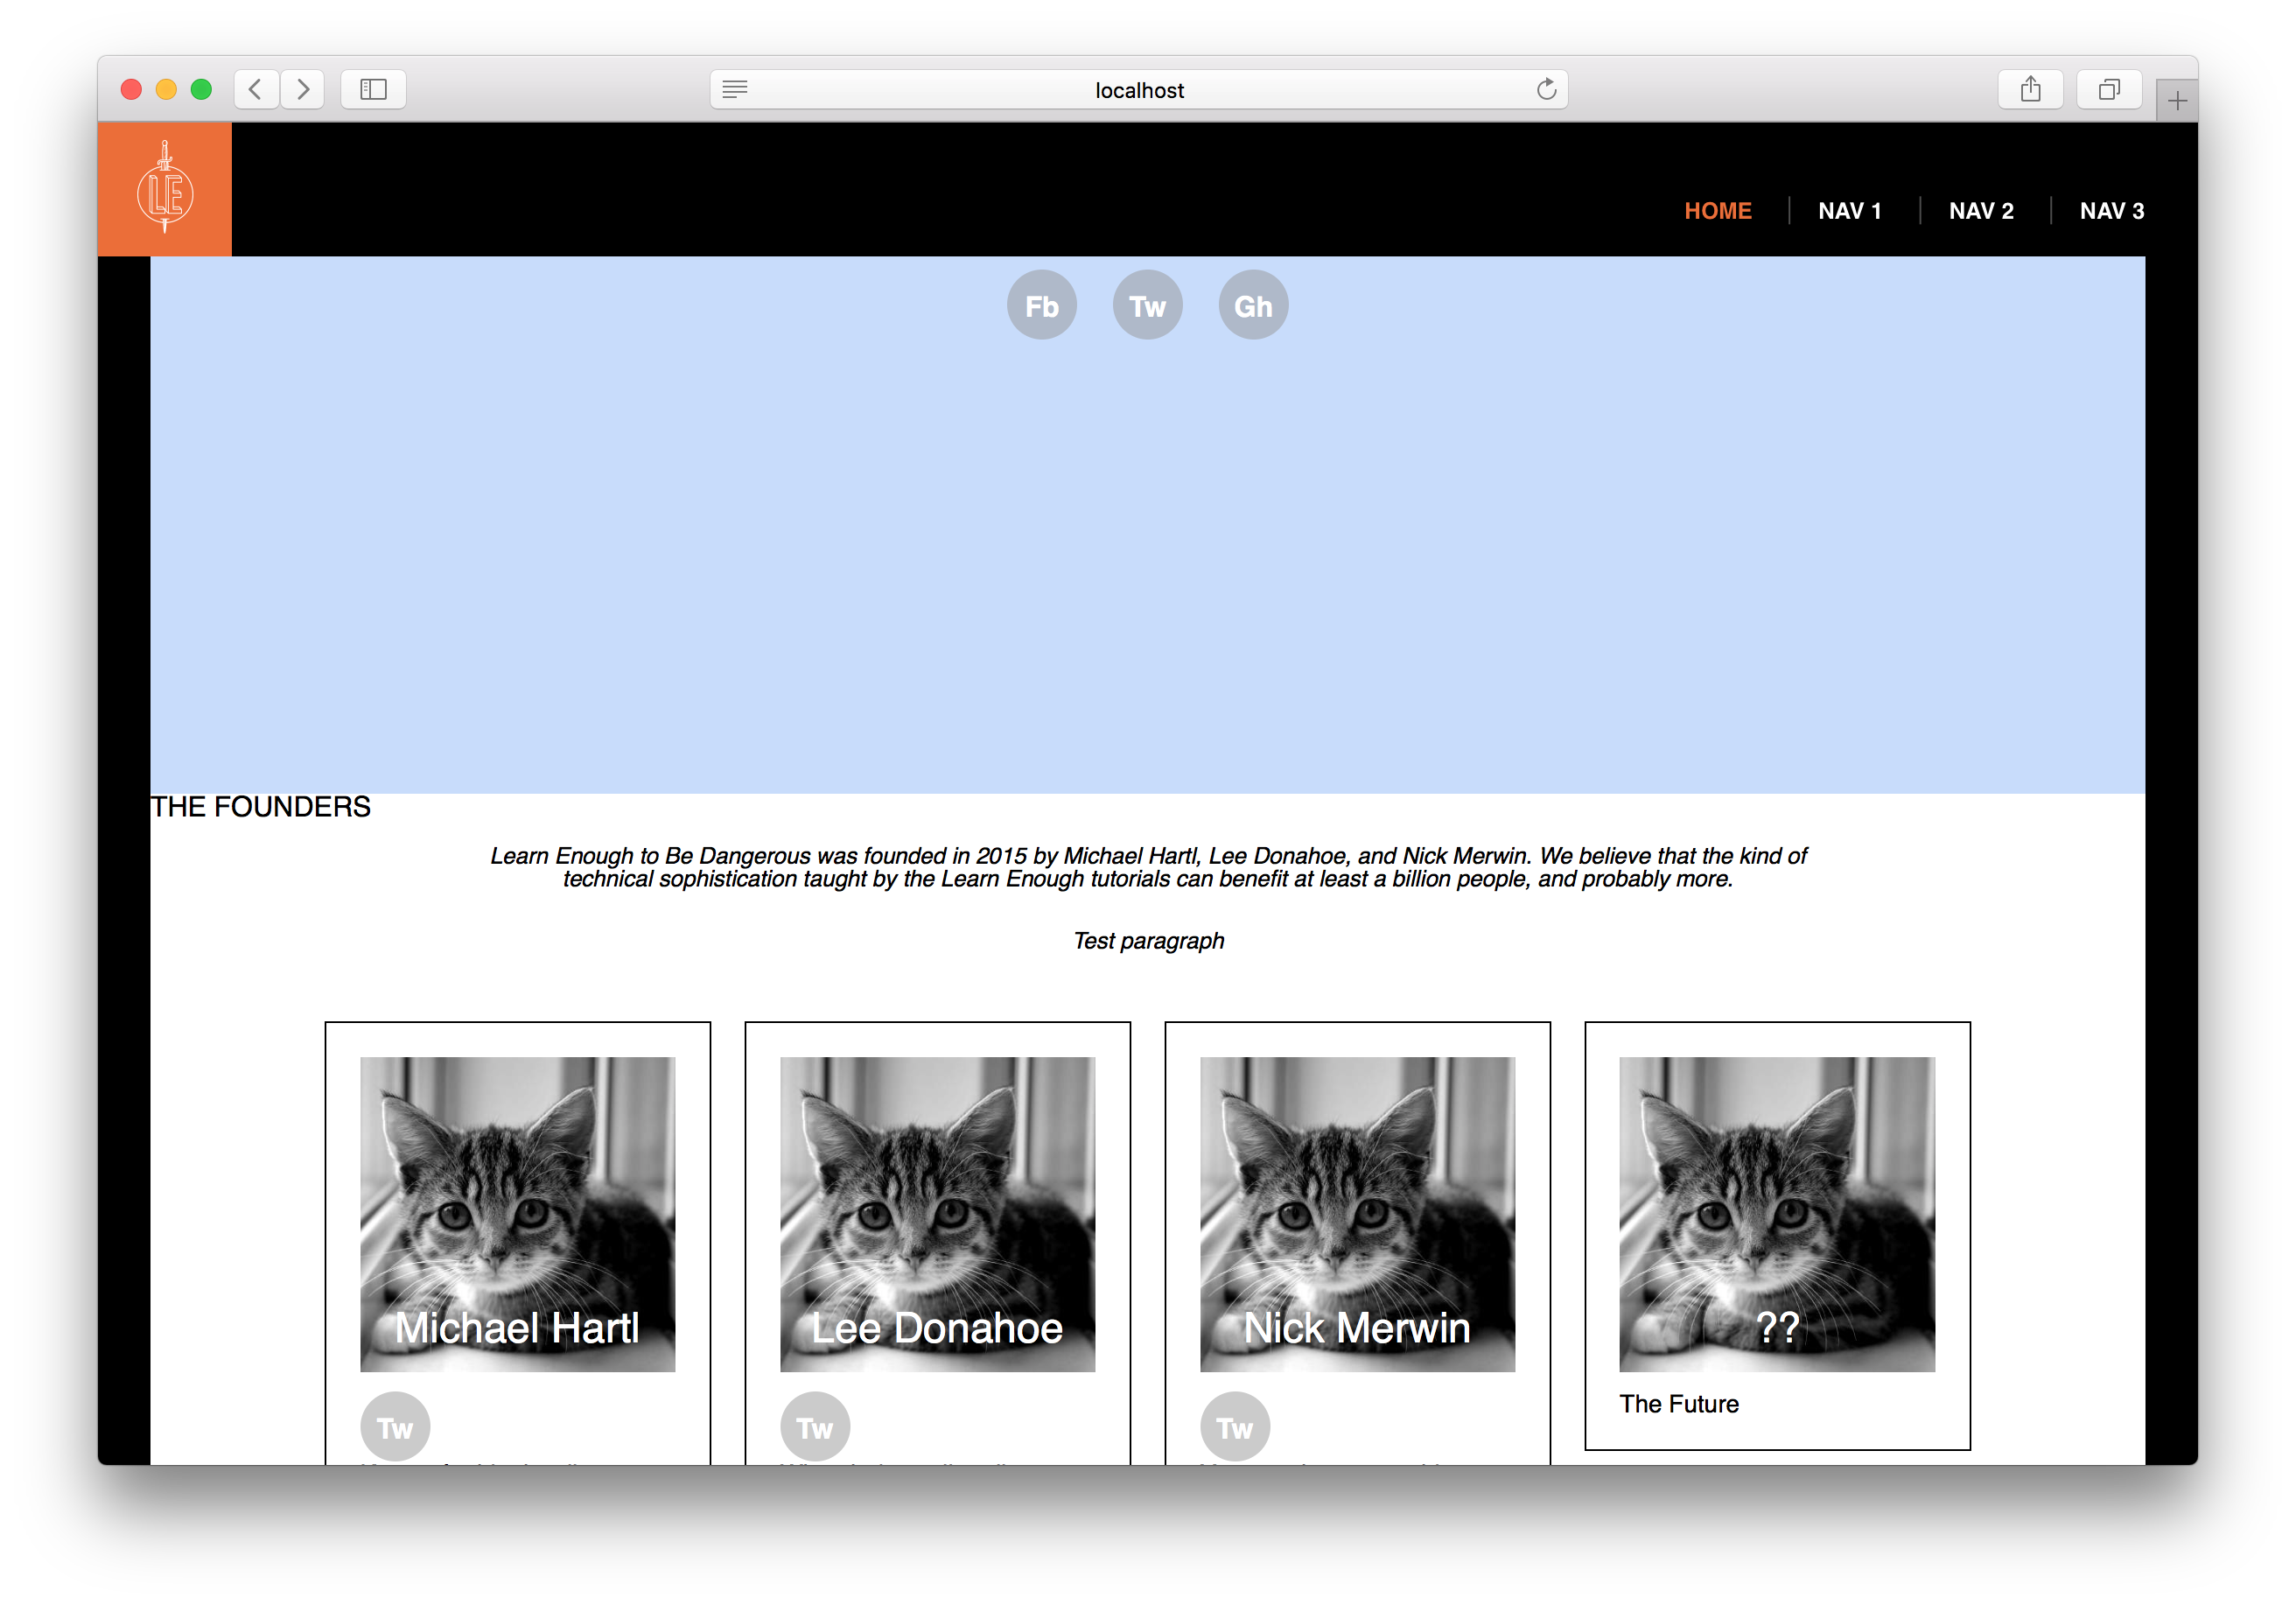 localhost
LE
HOME NAV 1 NAV 2 NAV 3
Fb Tw Gh
THE FOUNDERS
Learn Enough to Be Dangerous was founded in 2015 by Michael Hartl, Lee Donahoe, and Nick Merwin. We believe that the kind of
technical sophistication taught by the Learn Enough tutorials can benefit at least a billion people, and probably more.
Test paragraph
Michael Hartl Lee Donahoe Nick Merwin ??
Tw Tw Tw The Future